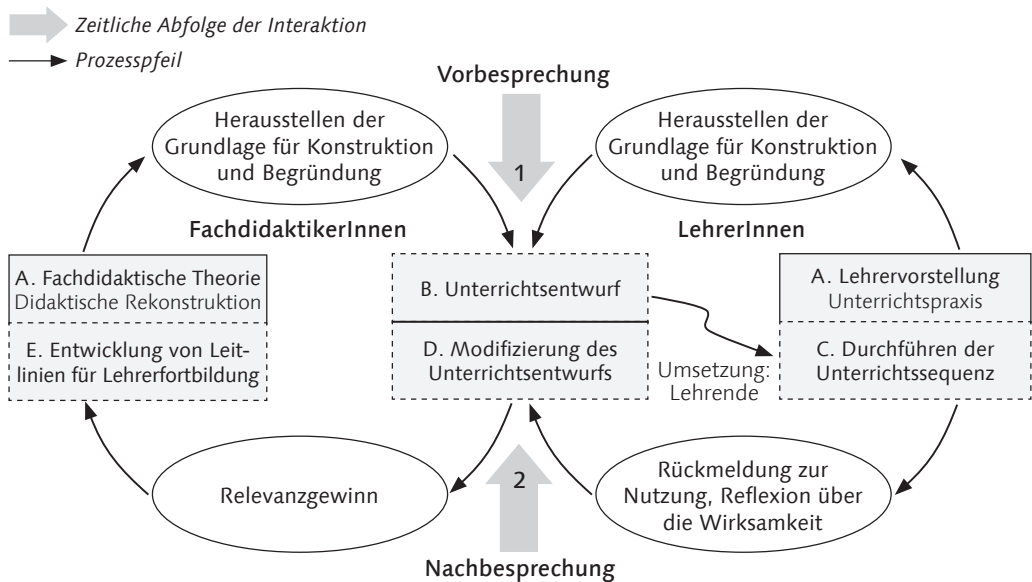 Zeitliche Abfolge der Interaktion
Prozesspfeil
Vorbesprechung
1
Herausstellen der
Grundlage für Konstruktion
und Begründung
Herausstellen der
Grundlage für Konstruktion
und Begründung
FachdidaktikerInnen
LehrerInnen
A. Fachdidaktische Theorie
Didaktische Rekonstruktion
E. Entwicklung von Leit-
linien für Lehrerfortbildung
B. Unterrichtsentwurf
D. Modifizierung des
Unterrichtsentwurfs
Umsetzung:
Lehrende
A. Lehrervorstellung
Unterrichtspraxis
C. Durchführen der
Unterrichtssequenz
Relevanzgewinn
2
Rückmeldung zur
Nutzung, Reflexion über
die Wirksamkeit
Nachbesprechung